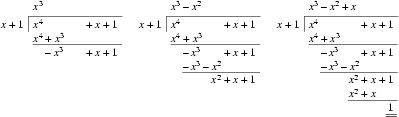 x³
x + 1 | x⁴ + x + 1
x⁴ + x³
− x³ + x + 1
x³ − x²
x + 1 | x⁴ + x + 1
x⁴ + x³
− x³ + x + 1
− x³ − x²
x² + x + 1
x³ − x² + x
x + 1 | x⁴ + x + 1
x⁴ + x³
− x³ + x + 1
− x³ − x²
x² + x + 1
x² + x
1